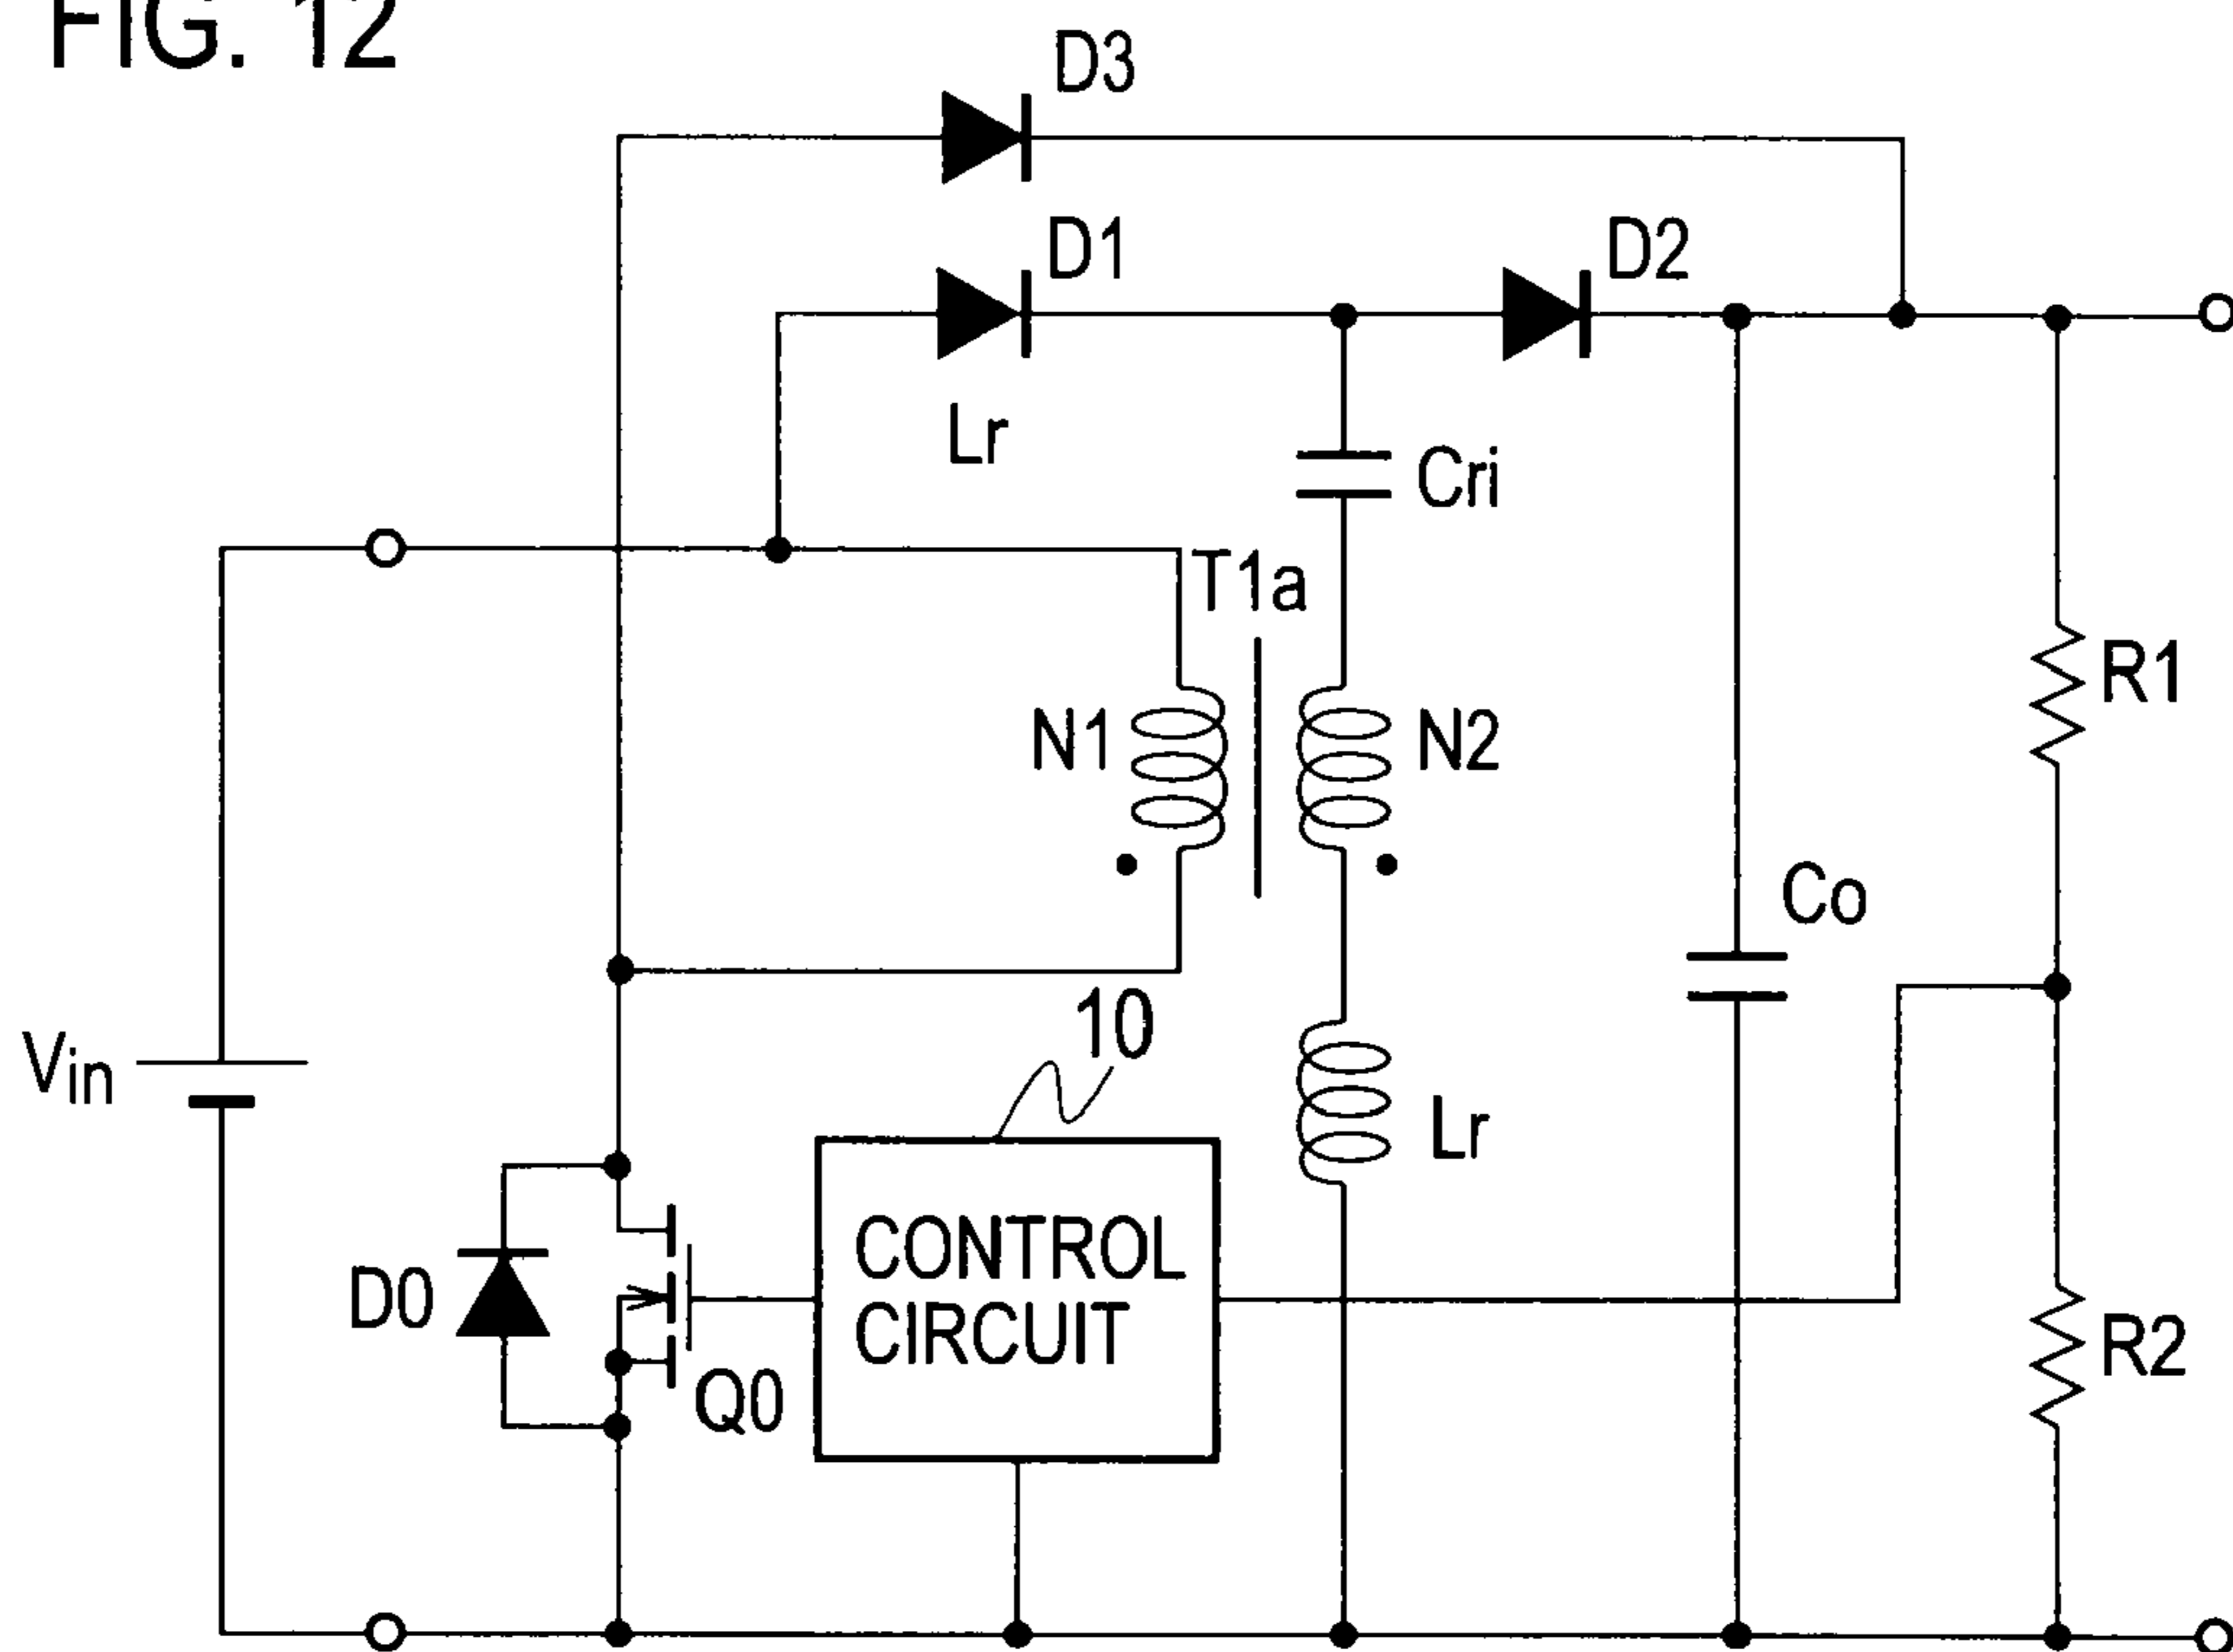 FIG. 12
D3
D1
D2
Lr
Cri
T1a
R1
N1
N2
Co
10
Vin
Lr
CONTROL
CIRCUIT
D0
R2
Q0